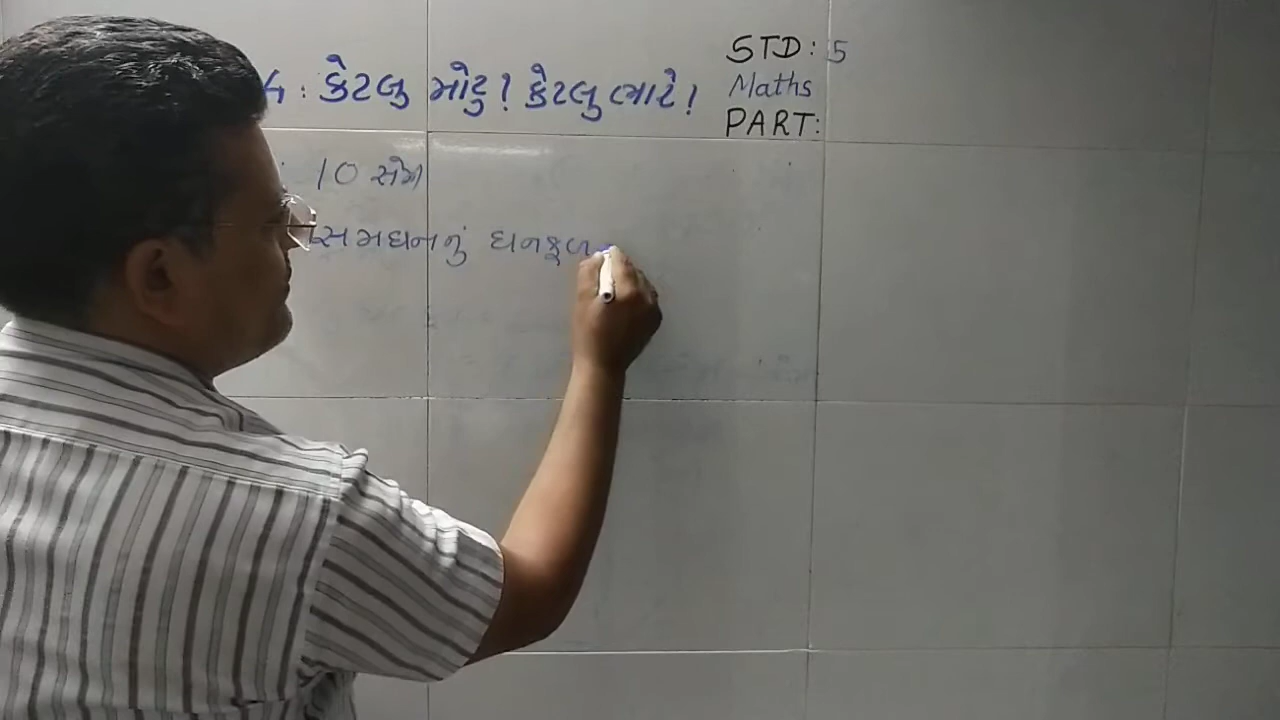 : કેટલુ મોટુ! કેટલુ ભારે!
STD: 5
Maths
PART:
10 સેમી
સમઘનનું ઘનફળ